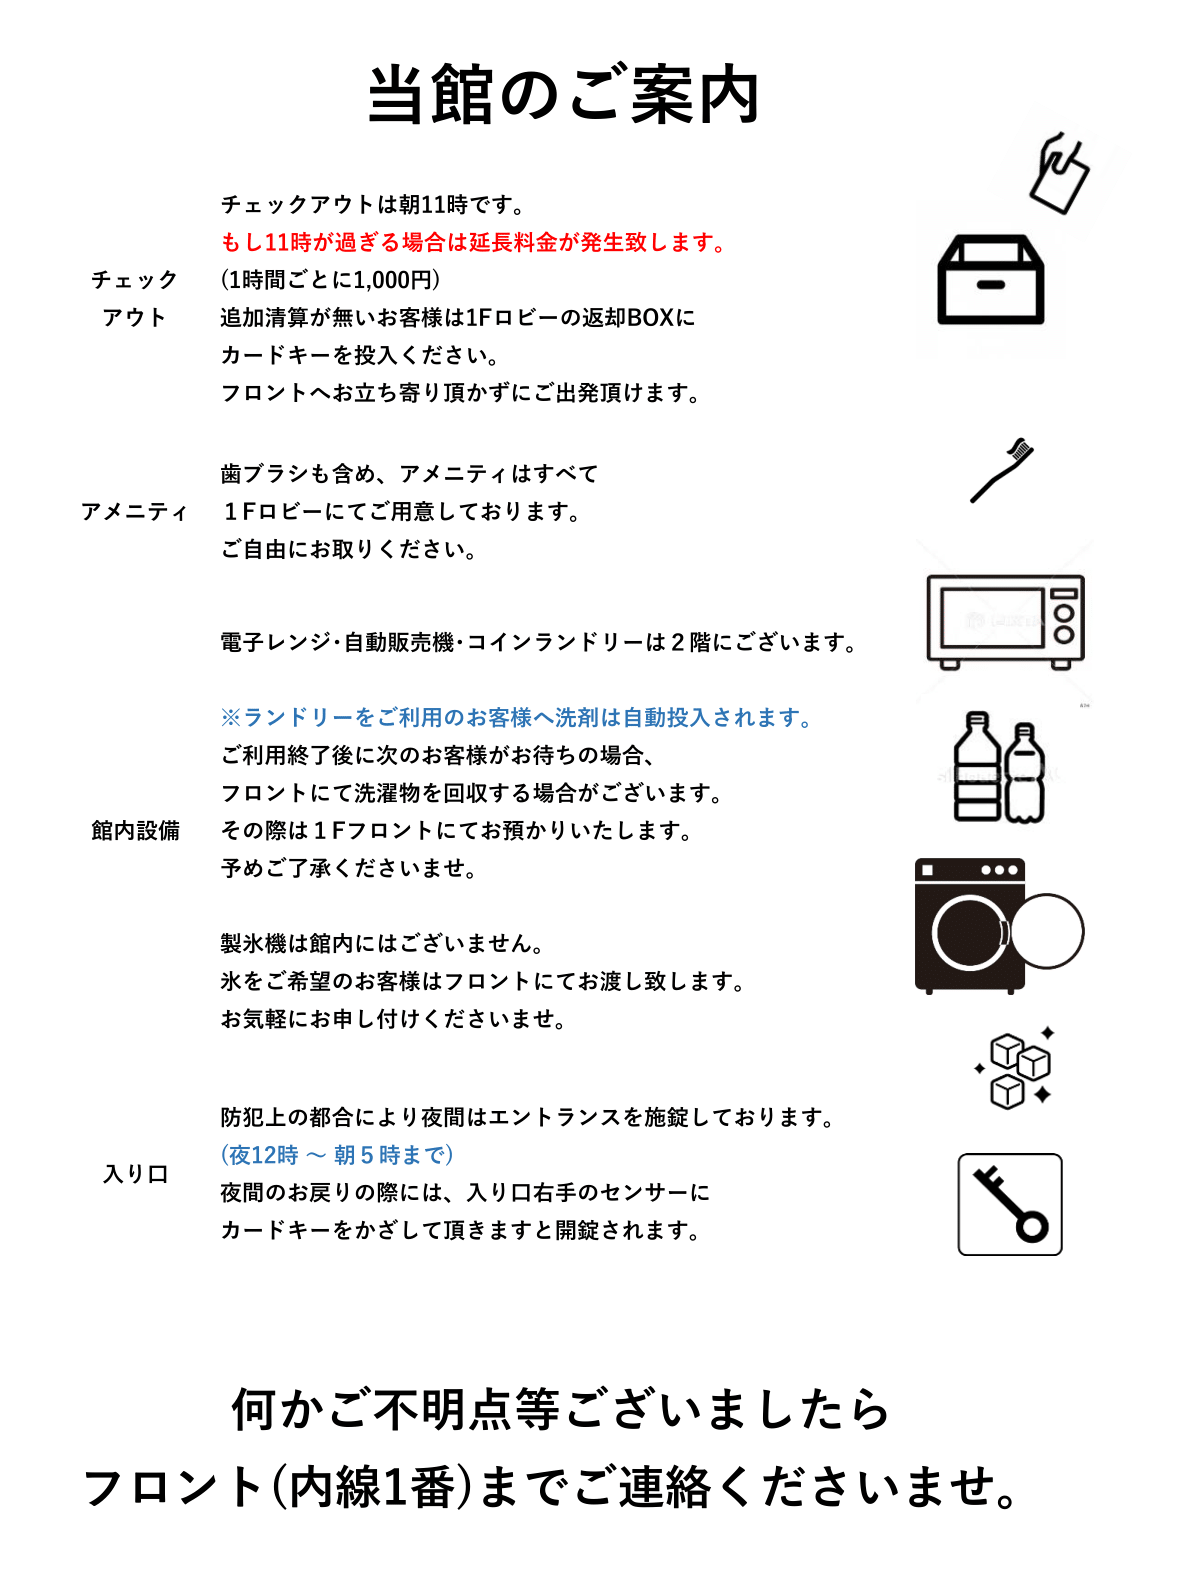 当館のご案内
チェックアウトは朝11時です。
もし11時が過ぎる場合は延長料金が発生致します。
チェック
アウト
(1時間ごとに1,000円)
追加清算が無いお客様は1Fロビーの返却BOXに
カードキーを投入ください。
フロントへお立ち寄り頂かずにご出発頂けます。
アメニティ
歯ブラシも含め、アメニティはすべて
１Fロビーにてご用意しております。
ご自由にお取りください。
館内設備
電子レンジ･自動販売機･コインランドリーは２階にございます。
※ランドリーをご利用のお客様へ洗剤は自動投入されます。
ご利用終了後に次のお客様がお待ちの場合、
フロントにて洗濯物を回収する場合がございます。
その際は１Fフロントにてお預かりいたします。
予めご了承くださいませ。
製氷機は館内にはございません。
氷をご希望のお客様はフロントにてお渡し致します。
お気軽にお申し付けくださいませ。
入り口
防犯上の都合により夜間はエントランスを施錠しております。
(夜12時 ～ 朝５時まで)
夜間のお戻りの際には、入り口右手のセンサーに
カードキーをかざして頂きますと開錠されます。
何かご不明点等ございましたら
フロント(内線1番)までご連絡くださいませ。